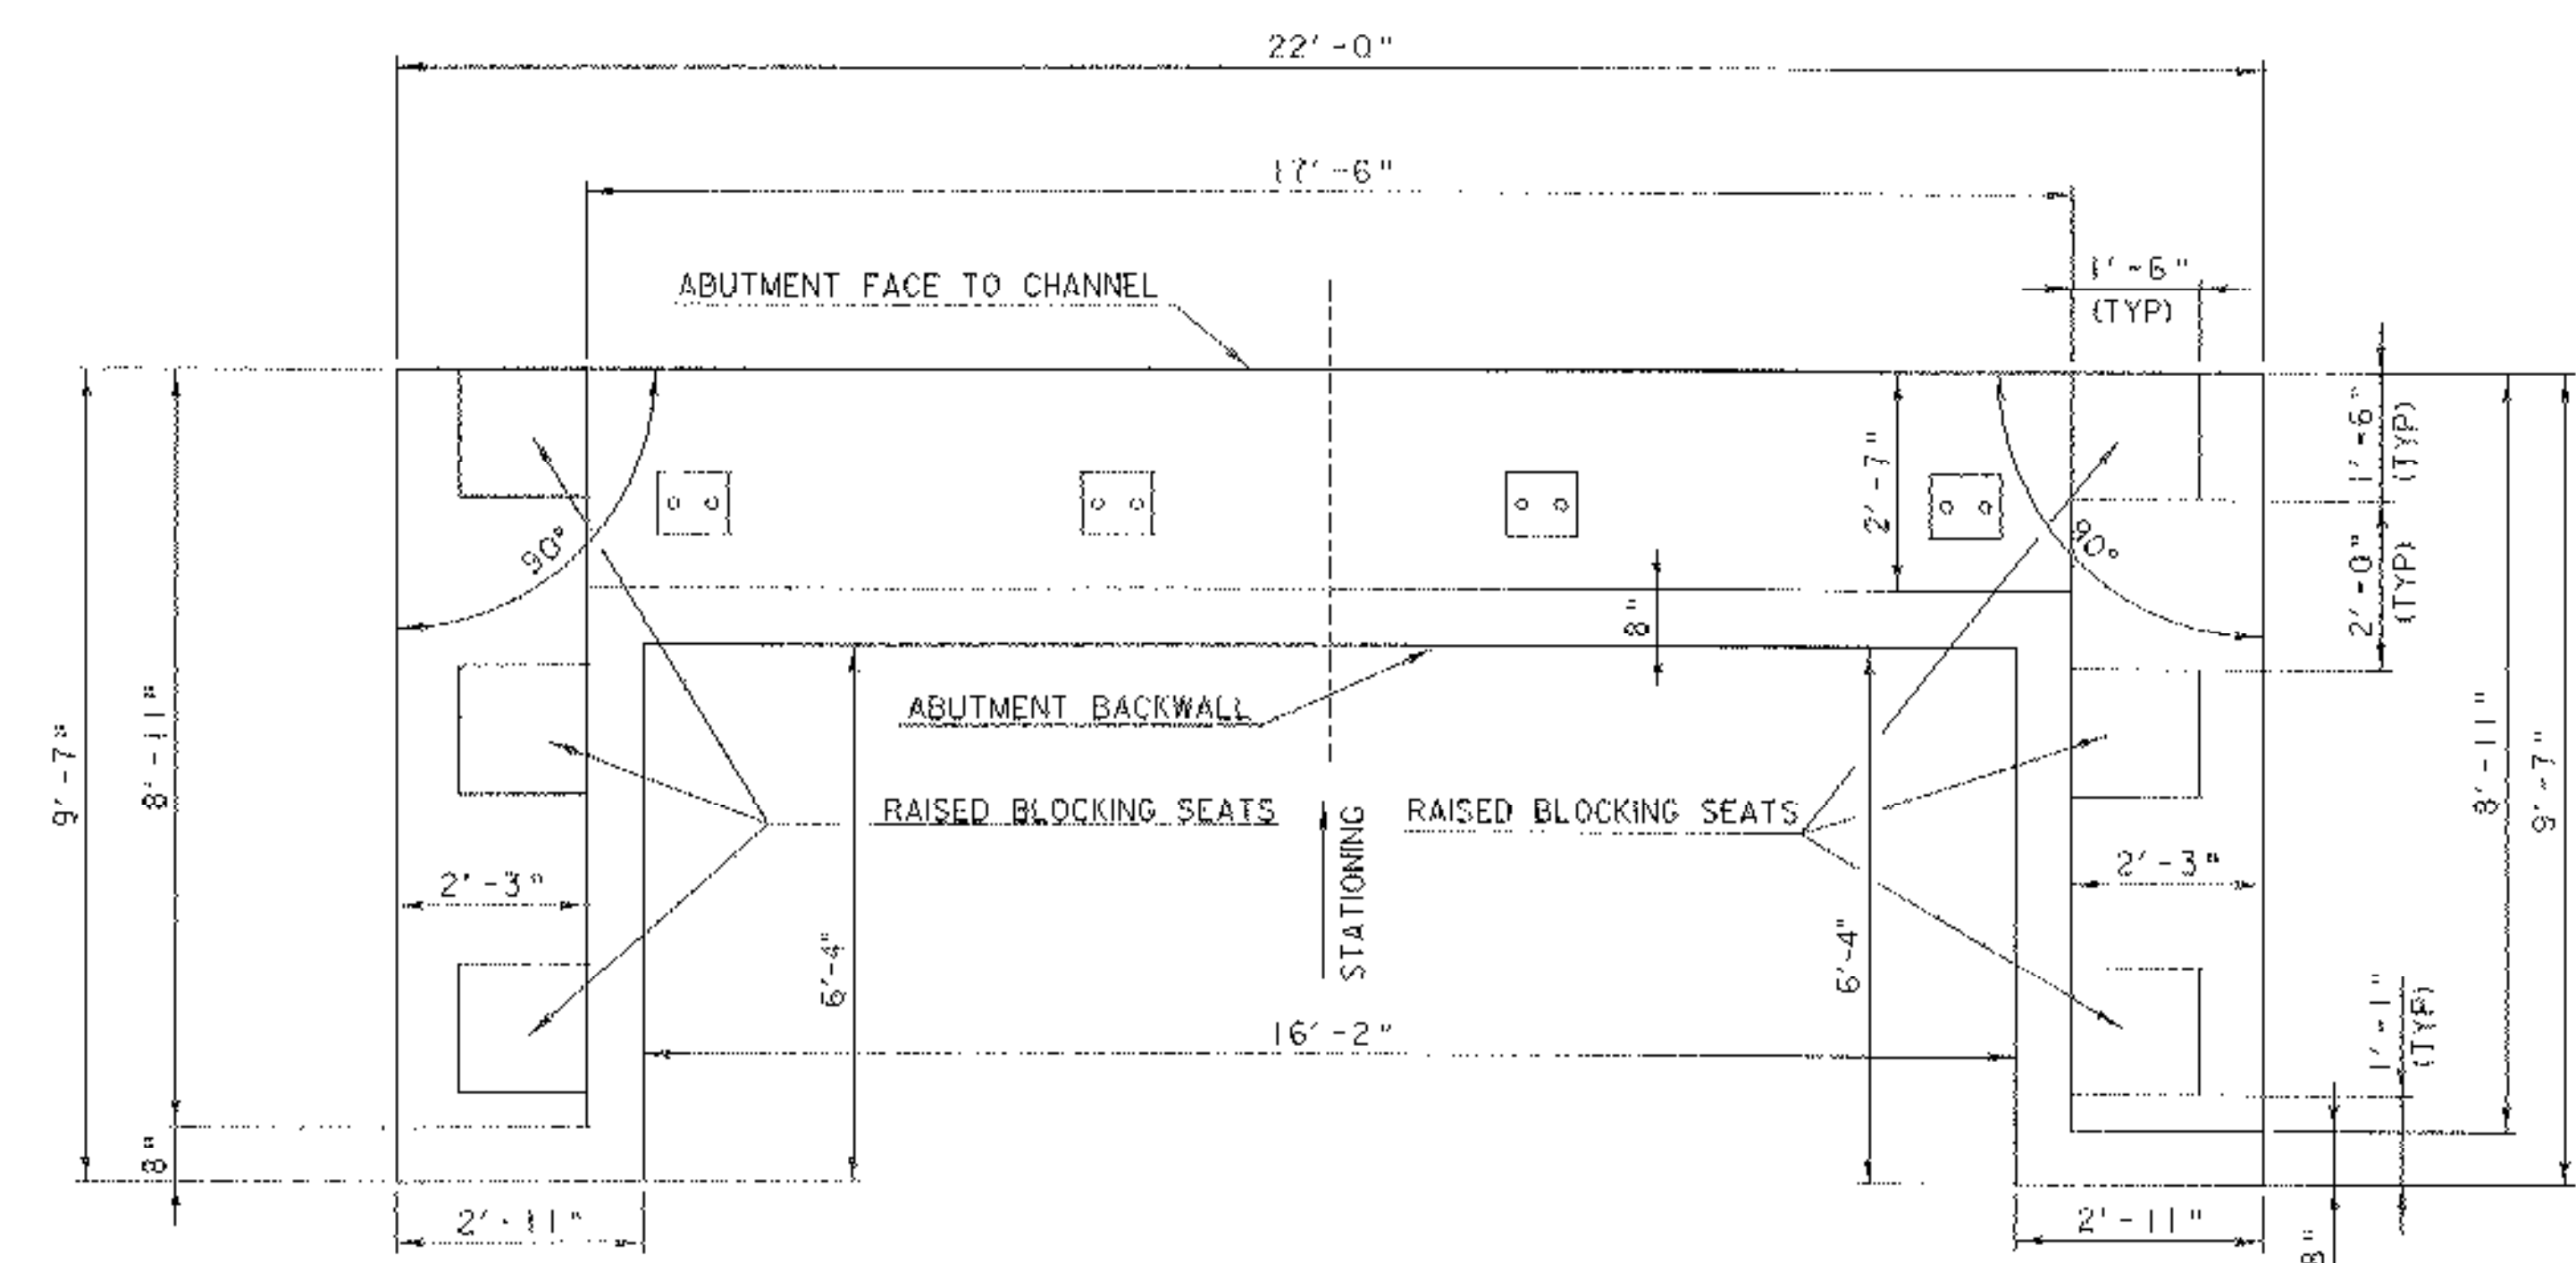 22'-0"
17'-6"
1'-6"
(TYP)
ABUTMENT FACE TO CHANNEL
1'-6"
(TYP)
2'-7"
90°
90°
2'-0"
(TYP)
8"
ABUTMENT BACKWALL
9'-7"
8'-11"
8'-11"
9'-7"
RAISED BLOCKING SEATS
RAISED BLOCKING SEATS
STATIONING
2'-3"
2'-3"
6'-4"
6'-4"
16'-2"
1'-1"
(TYP)
8"
2'-11"
2'-11"
8"